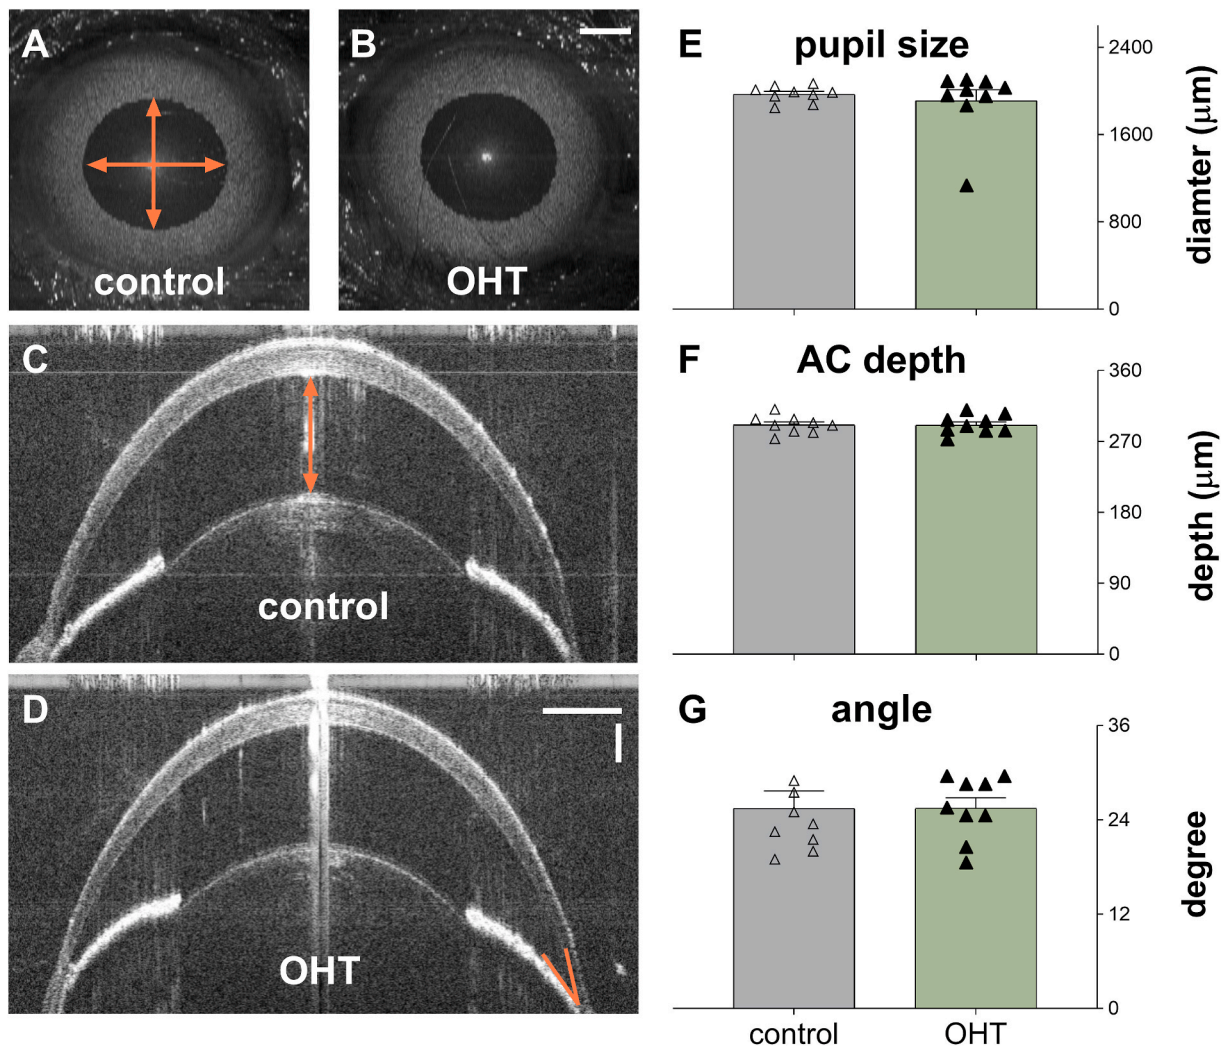 A
B
control
OHT
C
control
D
OHT
E
pupil size
2400
1600
800
0
diamter (μm)
F
AC depth
360
270
180
90
0
depth (μm)
G
angle
36
24
12
0
degree
control
OHT